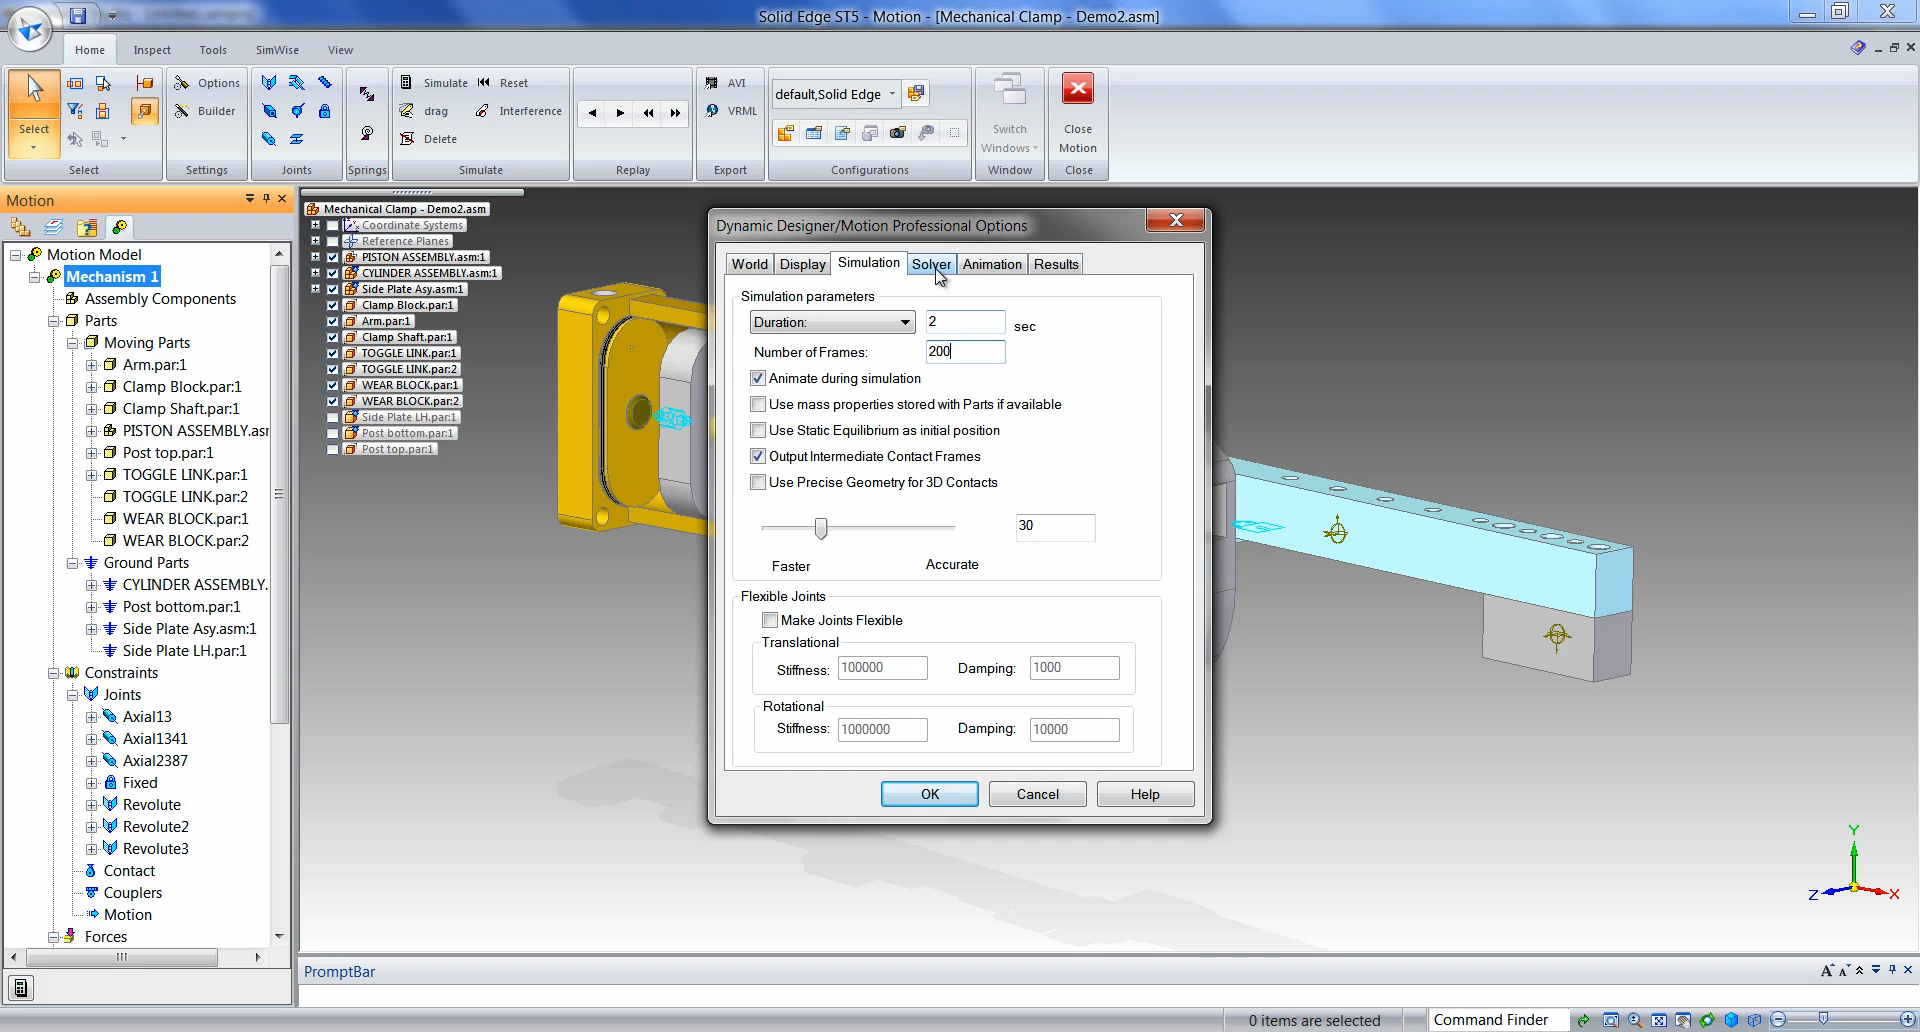 Solid Edge ST5 - Motion - [Mechanical Clamp - Demo2.asm]
Home Inspect Tools SimWise View
Options
Builder
Simulate Reset
drag Interference
Delete
AVI
VRML
default,Solid Edge
Select
Switch
Windows
Close
Motion
Select Settings Joints Springs Simulate Replay Export Configurations Window Close
Motion
Motion Model
Mechanism 1
Assembly Components
Parts
Moving Parts
Arm.par:1
Clamp Block.par:1
Clamp Shaft.par:1
PISTON ASSEMBLY.asr
Post top.par:1
TOGGLE LINK.par:1
TOGGLE LINK.par:2
WEAR BLOCK.par:1
WEAR BLOCK.par:2
Ground Parts
CYLINDER ASSEMBLY.
Post bottom.par:1
Side Plate Asy.asm:1
Side Plate LH.par:1
Constraints
Joints
Axial13
Axial1341
Axial2387
Fixed
Revolute
Revolute2
Revolute3
Contact
Couplers
Motion
Forces
Mechanical Clamp - Demo2.asm
Coordinate Systems
Reference Planes
PISTON ASSEMBLY.asm:1
CYLINDER ASSEMBLY.asm:1
Side Plate Asy.asm:1
Clamp Block.par:1
Arm.par:1
Clamp Shaft.par:1
TOGGLE LINK.par:1
TOGGLE LINK.par:2
WEAR BLOCK.par:1
WEAR BLOCK.par:2
Side Plate LH.par:1
Post bottom.par:1
Post top.par:1
Dynamic Designer/Motion Professional Options
World Display Simulation Solver Animation Results
Simulation parameters
Duration: 2 sec
Number of Frames: 200
Animate during simulation
Use mass properties stored with Parts if available
Use Static Equilibrium as initial position
Output Intermediate Contact Frames
Use Precise Geometry for 3D Contacts
30
Faster Accurate
Flexible Joints
Make Joints Flexible
Translational
Stiffness: 100000 Damping: 1000
Rotational
Stiffness: 1000000 Damping: 10000
OK Cancel Help
Y
Z X
PromptBar
0 items are selected Command Finder